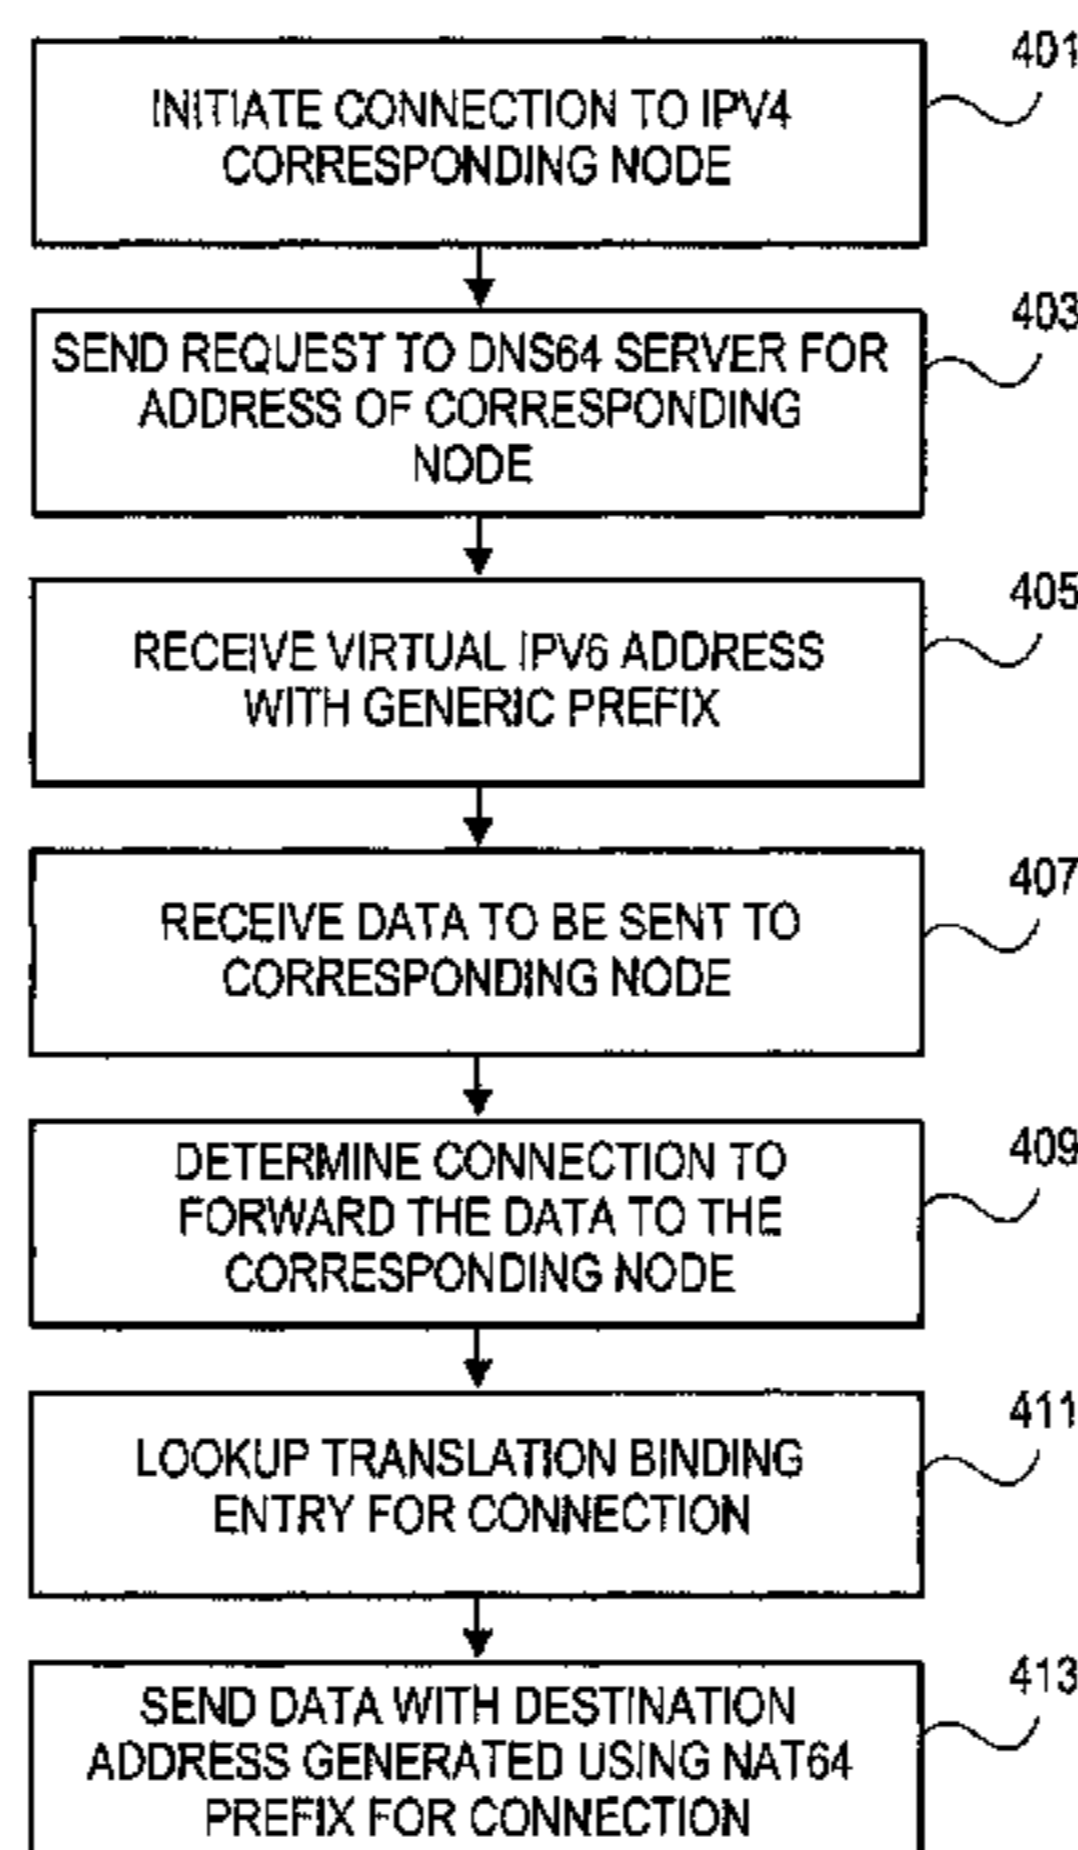 401
INITIATE CONNECTION TO IPV4
CORRESPONDING NODE
403
SEND REQUEST TO DNS64 SERVER FOR
ADDRESS OF CORRESPONDING
NODE
405
RECEIVE VIRTUAL IPV6 ADDRESS
WITH GENERIC PREFIX
407
RECEIVE DATA TO BE SENT TO
CORRESPONDING NODE
409
DETERMINE CONNECTION TO
FORWARD THE DATA TO THE
CORRESPONDING NODE
411
LOOKUP TRANSLATION BINDING
ENTRY FOR CONNECTION
413
SEND DATA WITH DESTINATION
ADDRESS GENERATED USING NAT64
PREFIX FOR CONNECTION